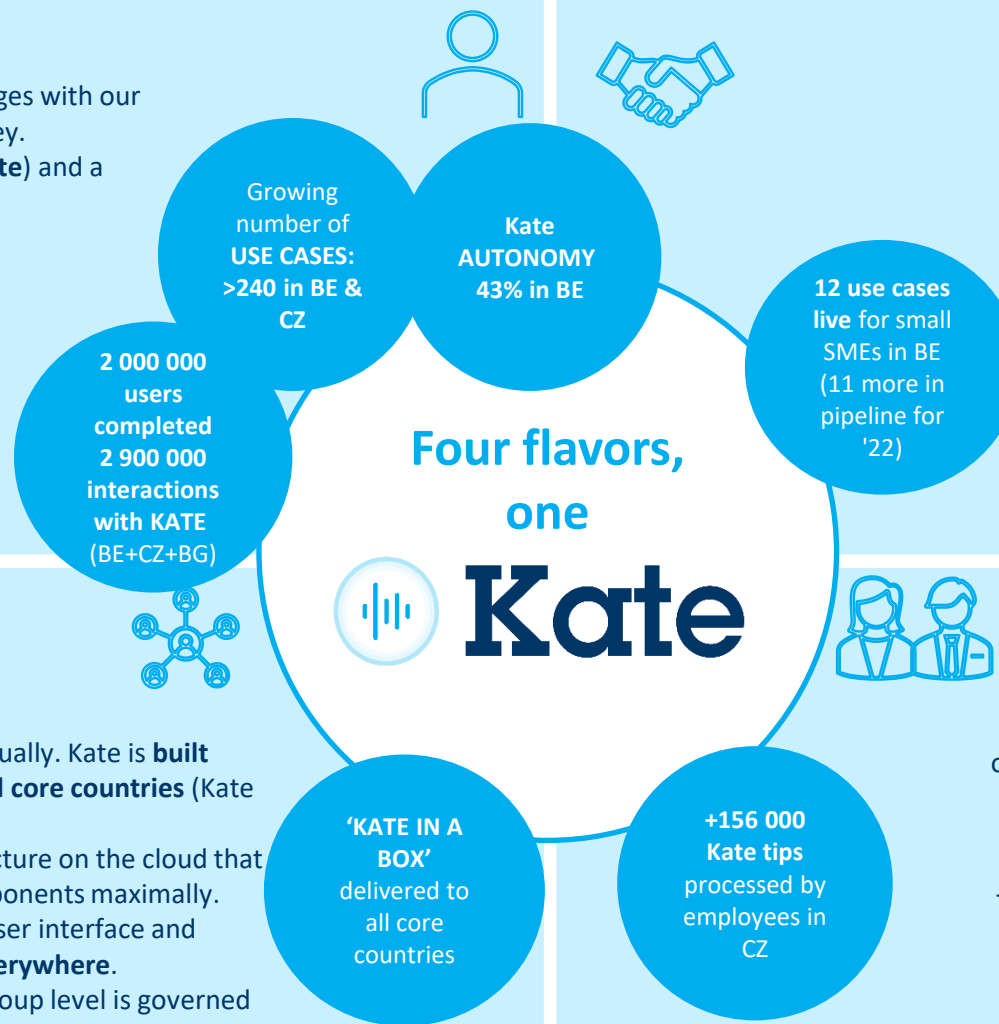 ges with our
ey.
te) and a
Growing
number of
USE CASES:
>240 in BE &
CZ
Kate
AUTONOMY
43% in BE
12 use cases
live for small
SMEs in BE
(11 more in
pipeline for
'22)
2 000 000
users
completed
2 900 000
interactions
with KATE
(BE+CZ+BG)
Four flavors,
one
Kate
ually. Kate is built
l core countries (Kate
cture on the cloud that
ponents maximally.
ser interface and
erywhere.
oup level is governed
‘KATE IN A
BOX’
delivered to
all core
countries
+156 000
Kate tips
processed by
employees in
CZ